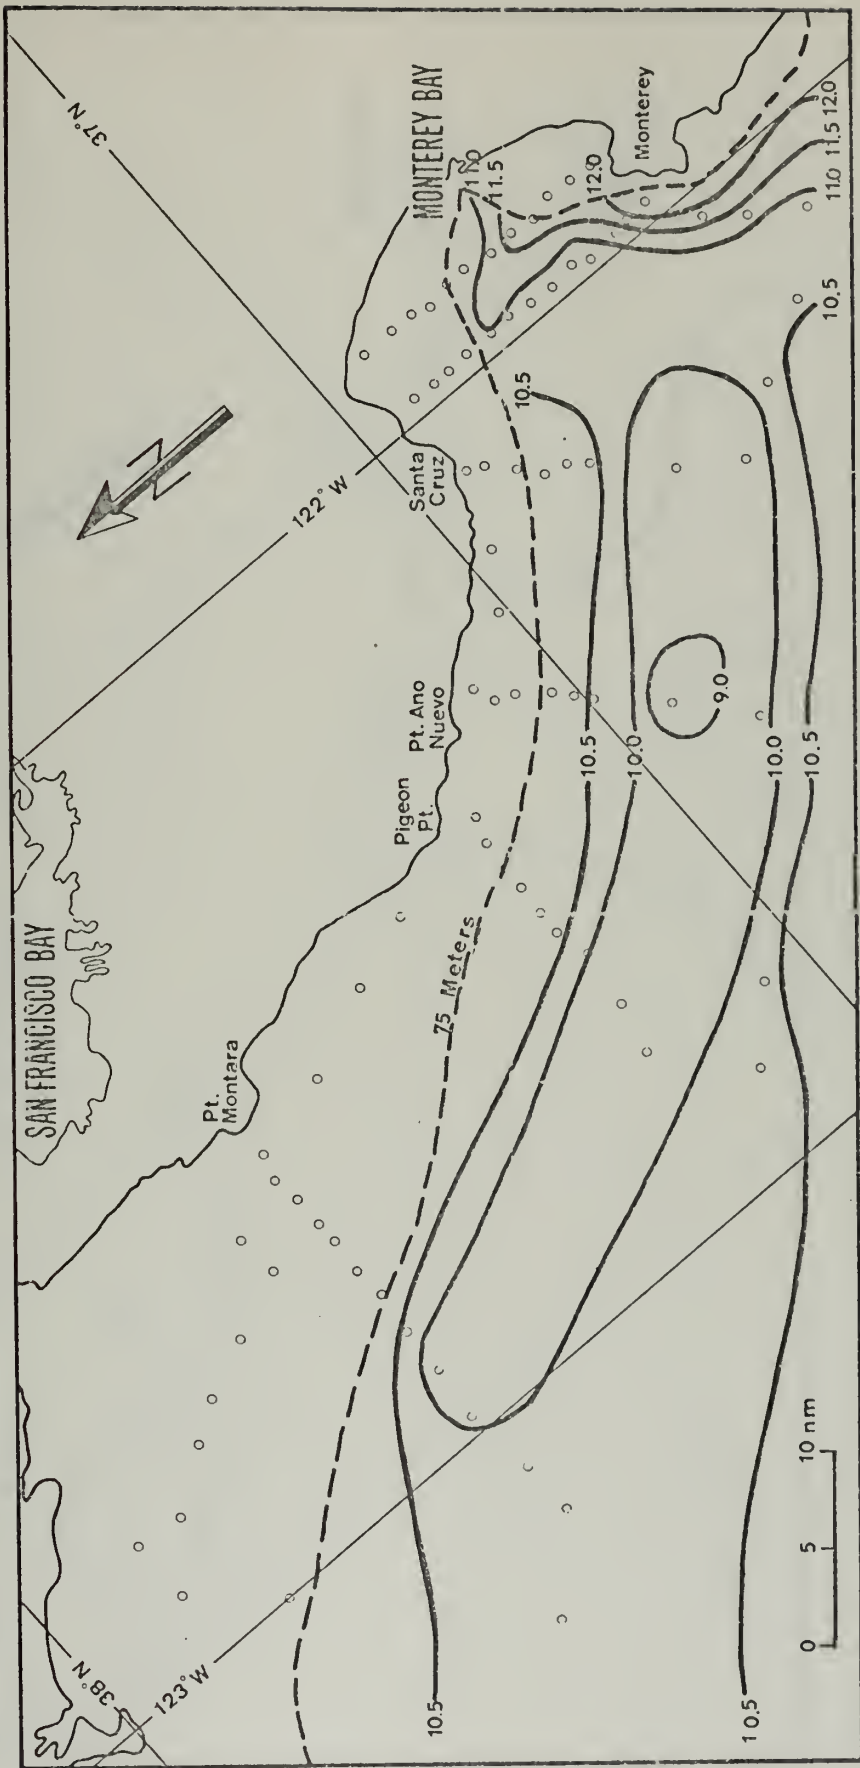 SAN FRANCISCO BAY
MONTEREY BAY
37°N
38°N
122° W
123°W
Pt.
Montara
Pigeon
Pt.
Pt. Ano
Nuevo
Santa
Cruz
Monterey
75 Meters
11.0
11.5
12.0
12.0
11.5
11.0
10.5
10.5
10.5
10.0
9.0
10.0
10.5
10.5
10.5
0 5 10 nm